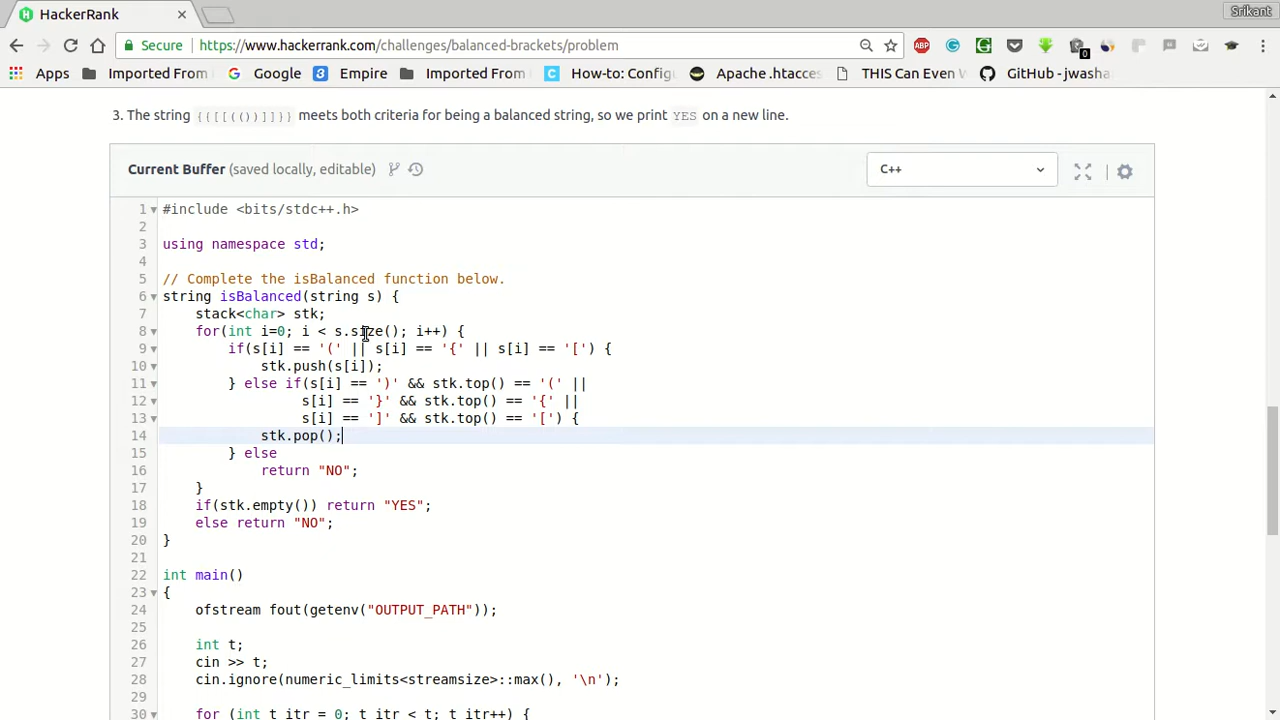 HackerRank
Srikant
Secure https://www.hackerrank.com/challenges/balanced-brackets/problem
ABP 0
Apps Imported From Google Empire Imported From How-to: Config Apache .htacces THIS Can Even W GitHub - jwasha
3. The string {{[[(())]]}} meets both criteria for being a balanced string, so we print YES on a new line.
Current Buffer (saved locally, editable)
C++
1 #include <bits/stdc++.h>
2
3 using namespace std;
4
5 // Complete the isBalanced function below.
6 string isBalanced(string s) {
7     stack<char> stk;
8     for(int i=0; i < s.size(); i++) {
9         if(s[i] == '(' || s[i] == '{' || s[i] == '[') {
10             stk.push(s[i]);
11         } else if(s[i] == ')' && stk.top() == '(' ||
12                  s[i] == '}' && stk.top() == '{' ||
13                  s[i] == ']' && stk.top() == '[') {
14             stk.pop();
15         } else
16             return "NO";
17     }
18     if(stk.empty()) return "YES";
19     else return "NO";
20 }
21
22 int main()
23 {
24     ofstream fout(getenv("OUTPUT_PATH"));
25
26     int t;
27     cin >> t;
28     cin.ignore(numeric_limits<streamsize>::max(), '\n');
29
30     for (int t_itr = 0; t_itr < t; t_itr++) {